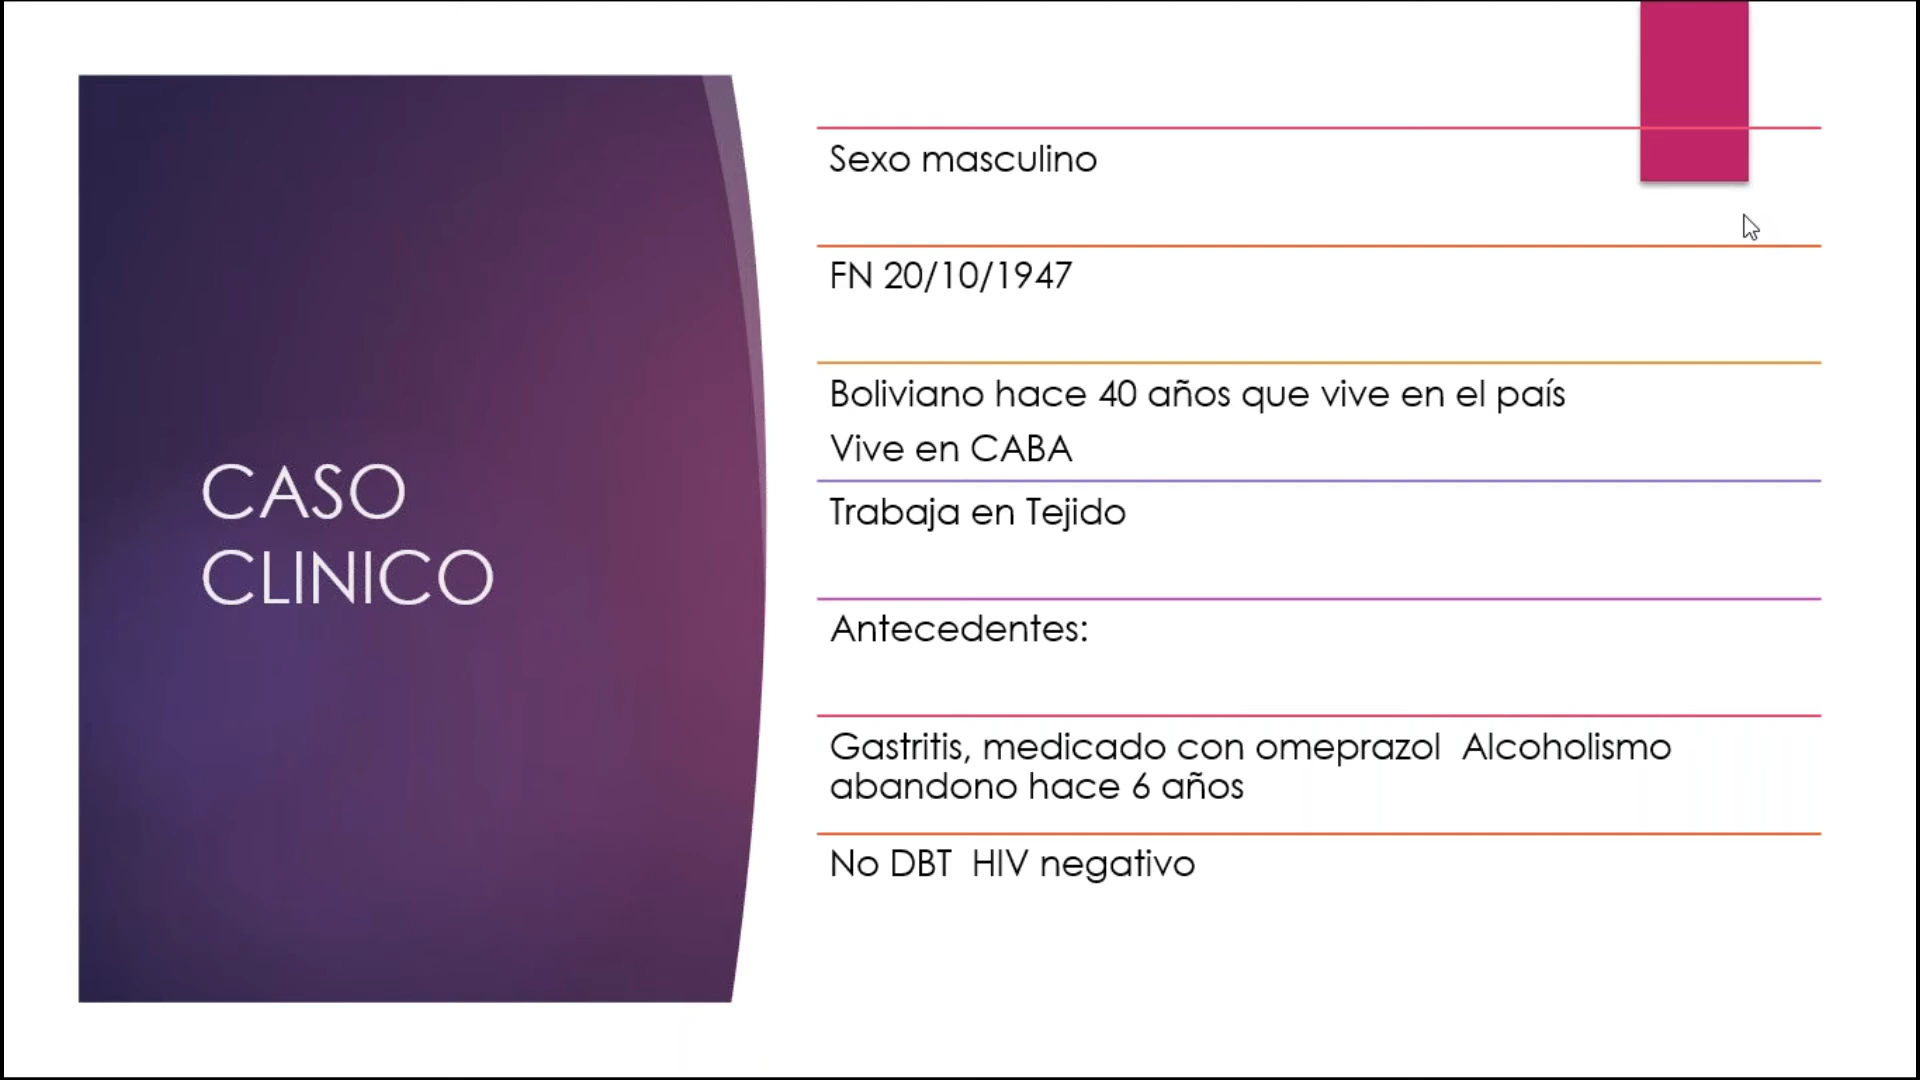 CASO
CLINICO
Sexo masculino
FN 20/10/1947
Boliviano hace 40 años que vive en el país
Vive en CABA
Trabaja en Tejido
Antecedentes:
Gastritis, medicado con omeprazol  Alcoholismo
abandono hace 6 años
No DBT  HIV negativo